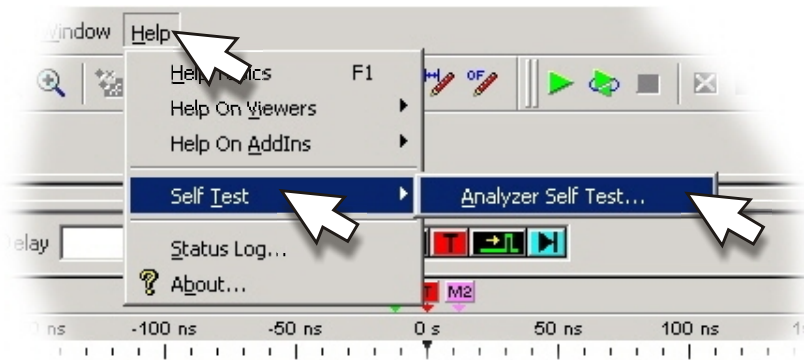 Window Help
Help Topics F1
Help On Viewers
Help On AddIns
Self Test
Analyzer Self Test...
Status Log...
About...
OF
T
T M2
-100 ns -50 ns 0 s 50 ns 100 ns